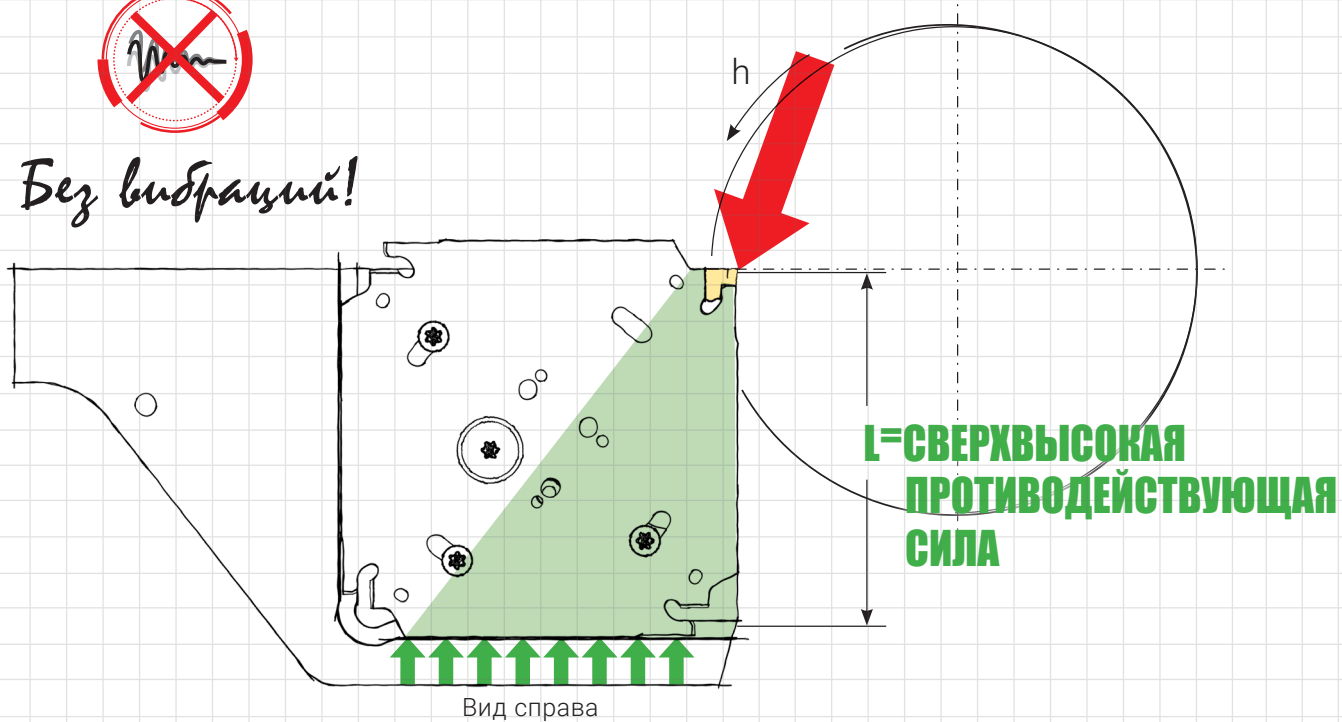 h
Без вибраций!
L=СВЕРХВЫСОКАЯ
ПРОТИВОДЕЙСТВУЮЩАЯ
СИЛА
Вид справа